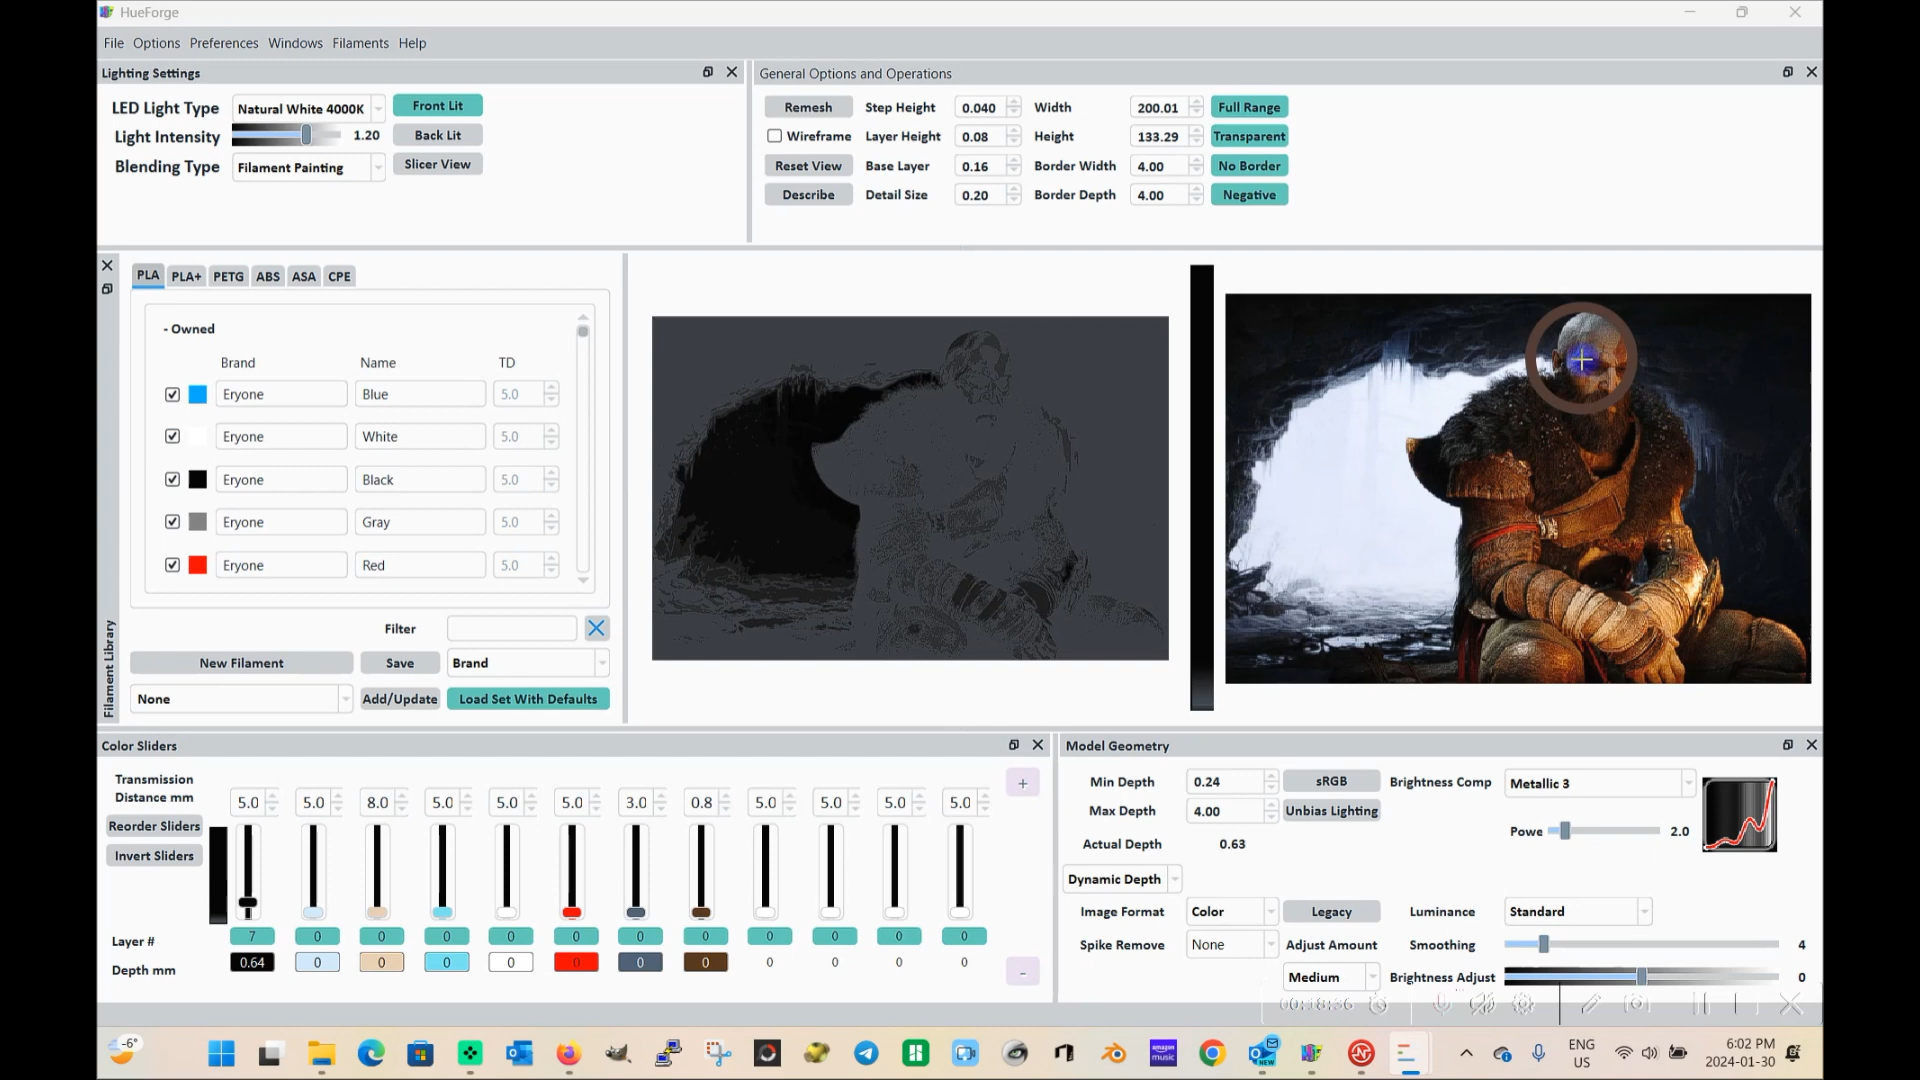 HueForge
File Options Preferences Windows Filaments Help
Lighting Settings
LED Light Type Natural White 4000K Front Lit
Light Intensity 1.20 Back Lit
Blending Type Filament Painting Slicer View
General Options and Operations
Remesh Step Height 0.040 Width 200.01 Full Range
Wireframe Layer Height 0.08 Height 133.29 Transparent
Reset View Base Layer 0.16 Border Width 4.00 No Border
Describe Detail Size 0.20 Border Depth 4.00 Negative
Filament Library
PLA PLA+ PETG ABS ASA CPE
- Owned
Brand Name TD
Eryone Blue 5.0
Eryone White 5.0
Eryone Black 5.0
Eryone Gray 5.0
Eryone Red 5.0
Filter
New Filament Save Brand
None Add/Update Load Set With Defaults
Color Sliders
Transmission
Distance mm 5.0 5.0 8.0 5.0 5.0 5.0 3.0 0.8 5.0 5.0 5.0 5.0 +
Reorder Sliders
Invert Sliders
Layer # 7 0 0 0 0 0 0 0 0 0 0 0
Depth mm 0.64 0 0 0 0 0 0 0 0 0 0 0 -
Model Geometry
Min Depth 0.24 sRGB Brightness Comp Metallic 3
Max Depth 4.00 Unbias Lighting
Powe 2.0
Actual Depth 0.63
Dynamic Depth
Image Format Color Legacy Luminance Standard
Spike Remove None Adjust Amount Smoothing 4
Medium Brightness Adjust 0
00:18:36
-6°
NEW
amazon music
ENG
US
6:02 PM
2024-01-30